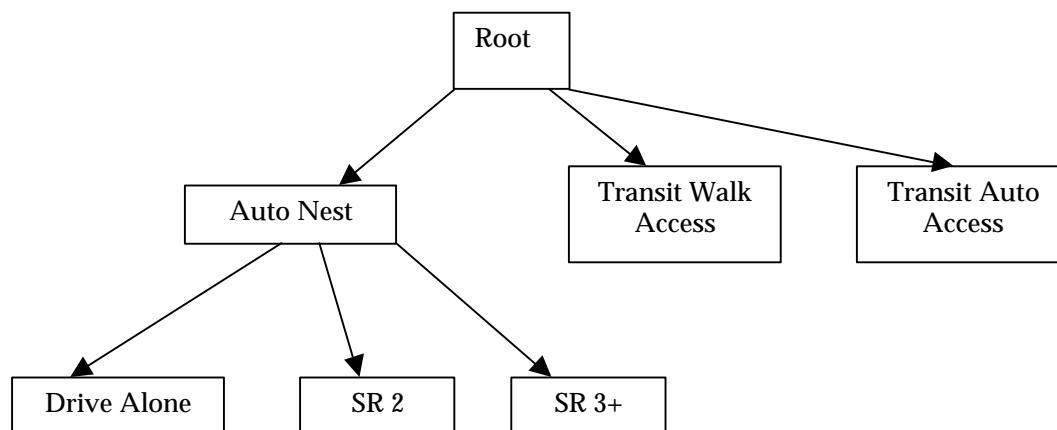 Root
Auto Nest
Transit Walk
Access
Transit Auto
Access
Drive Alone
SR 2
SR 3+